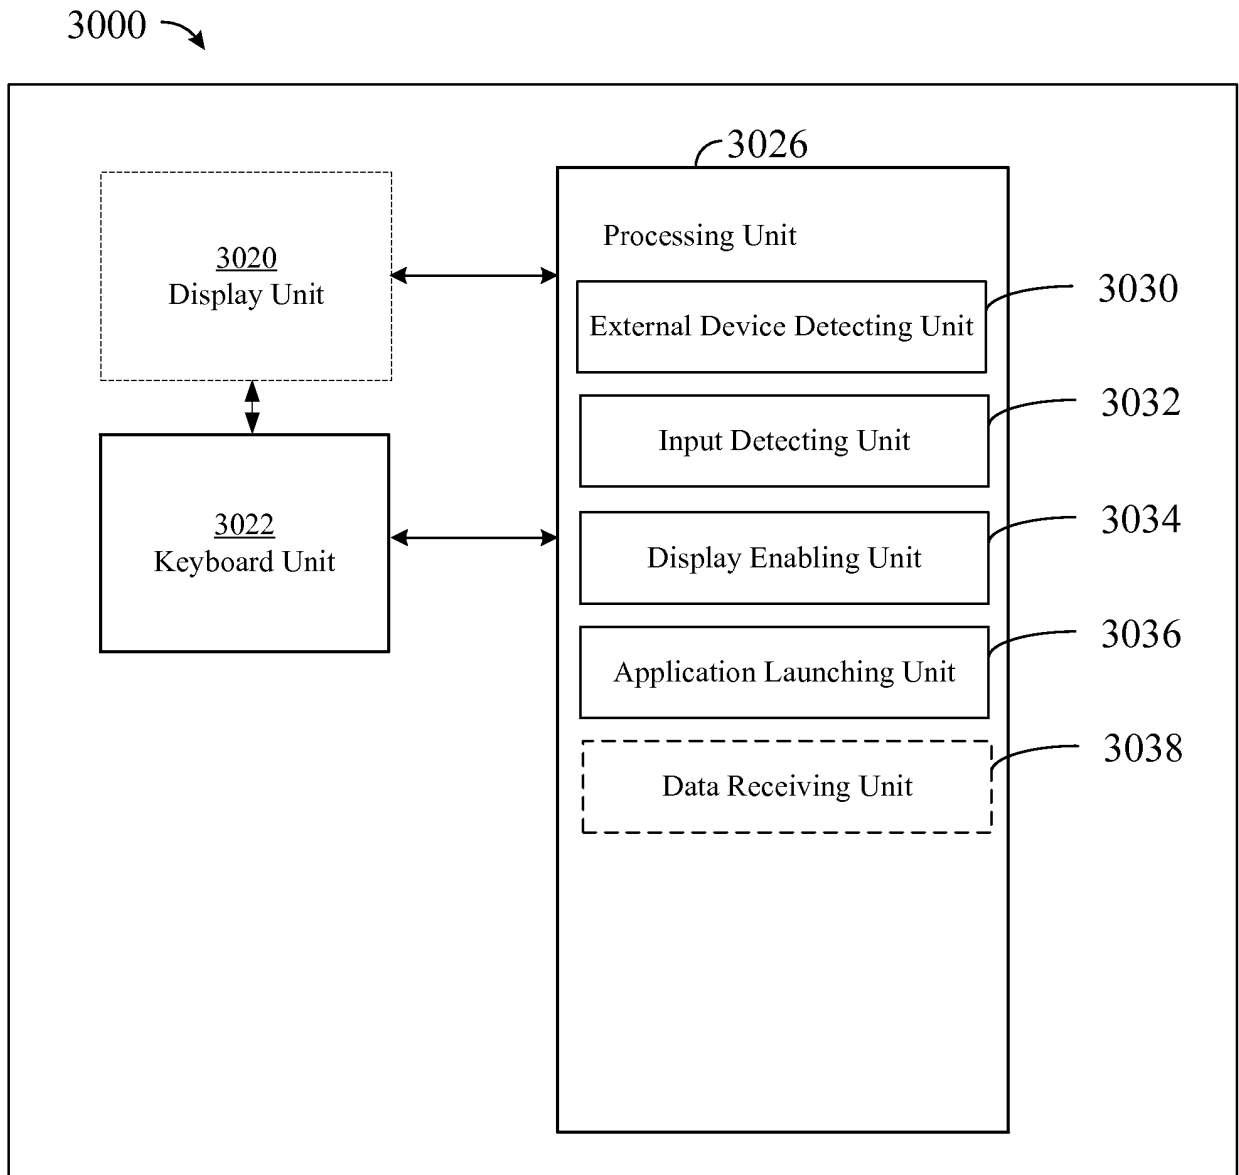 3000
3026
Processing Unit
3020
Display Unit
3030
External Device Detecting Unit
3032
Input Detecting Unit
3022
Keyboard Unit
3034
Display Enabling Unit
3036
Application Launching Unit
3038
Data Receiving Unit